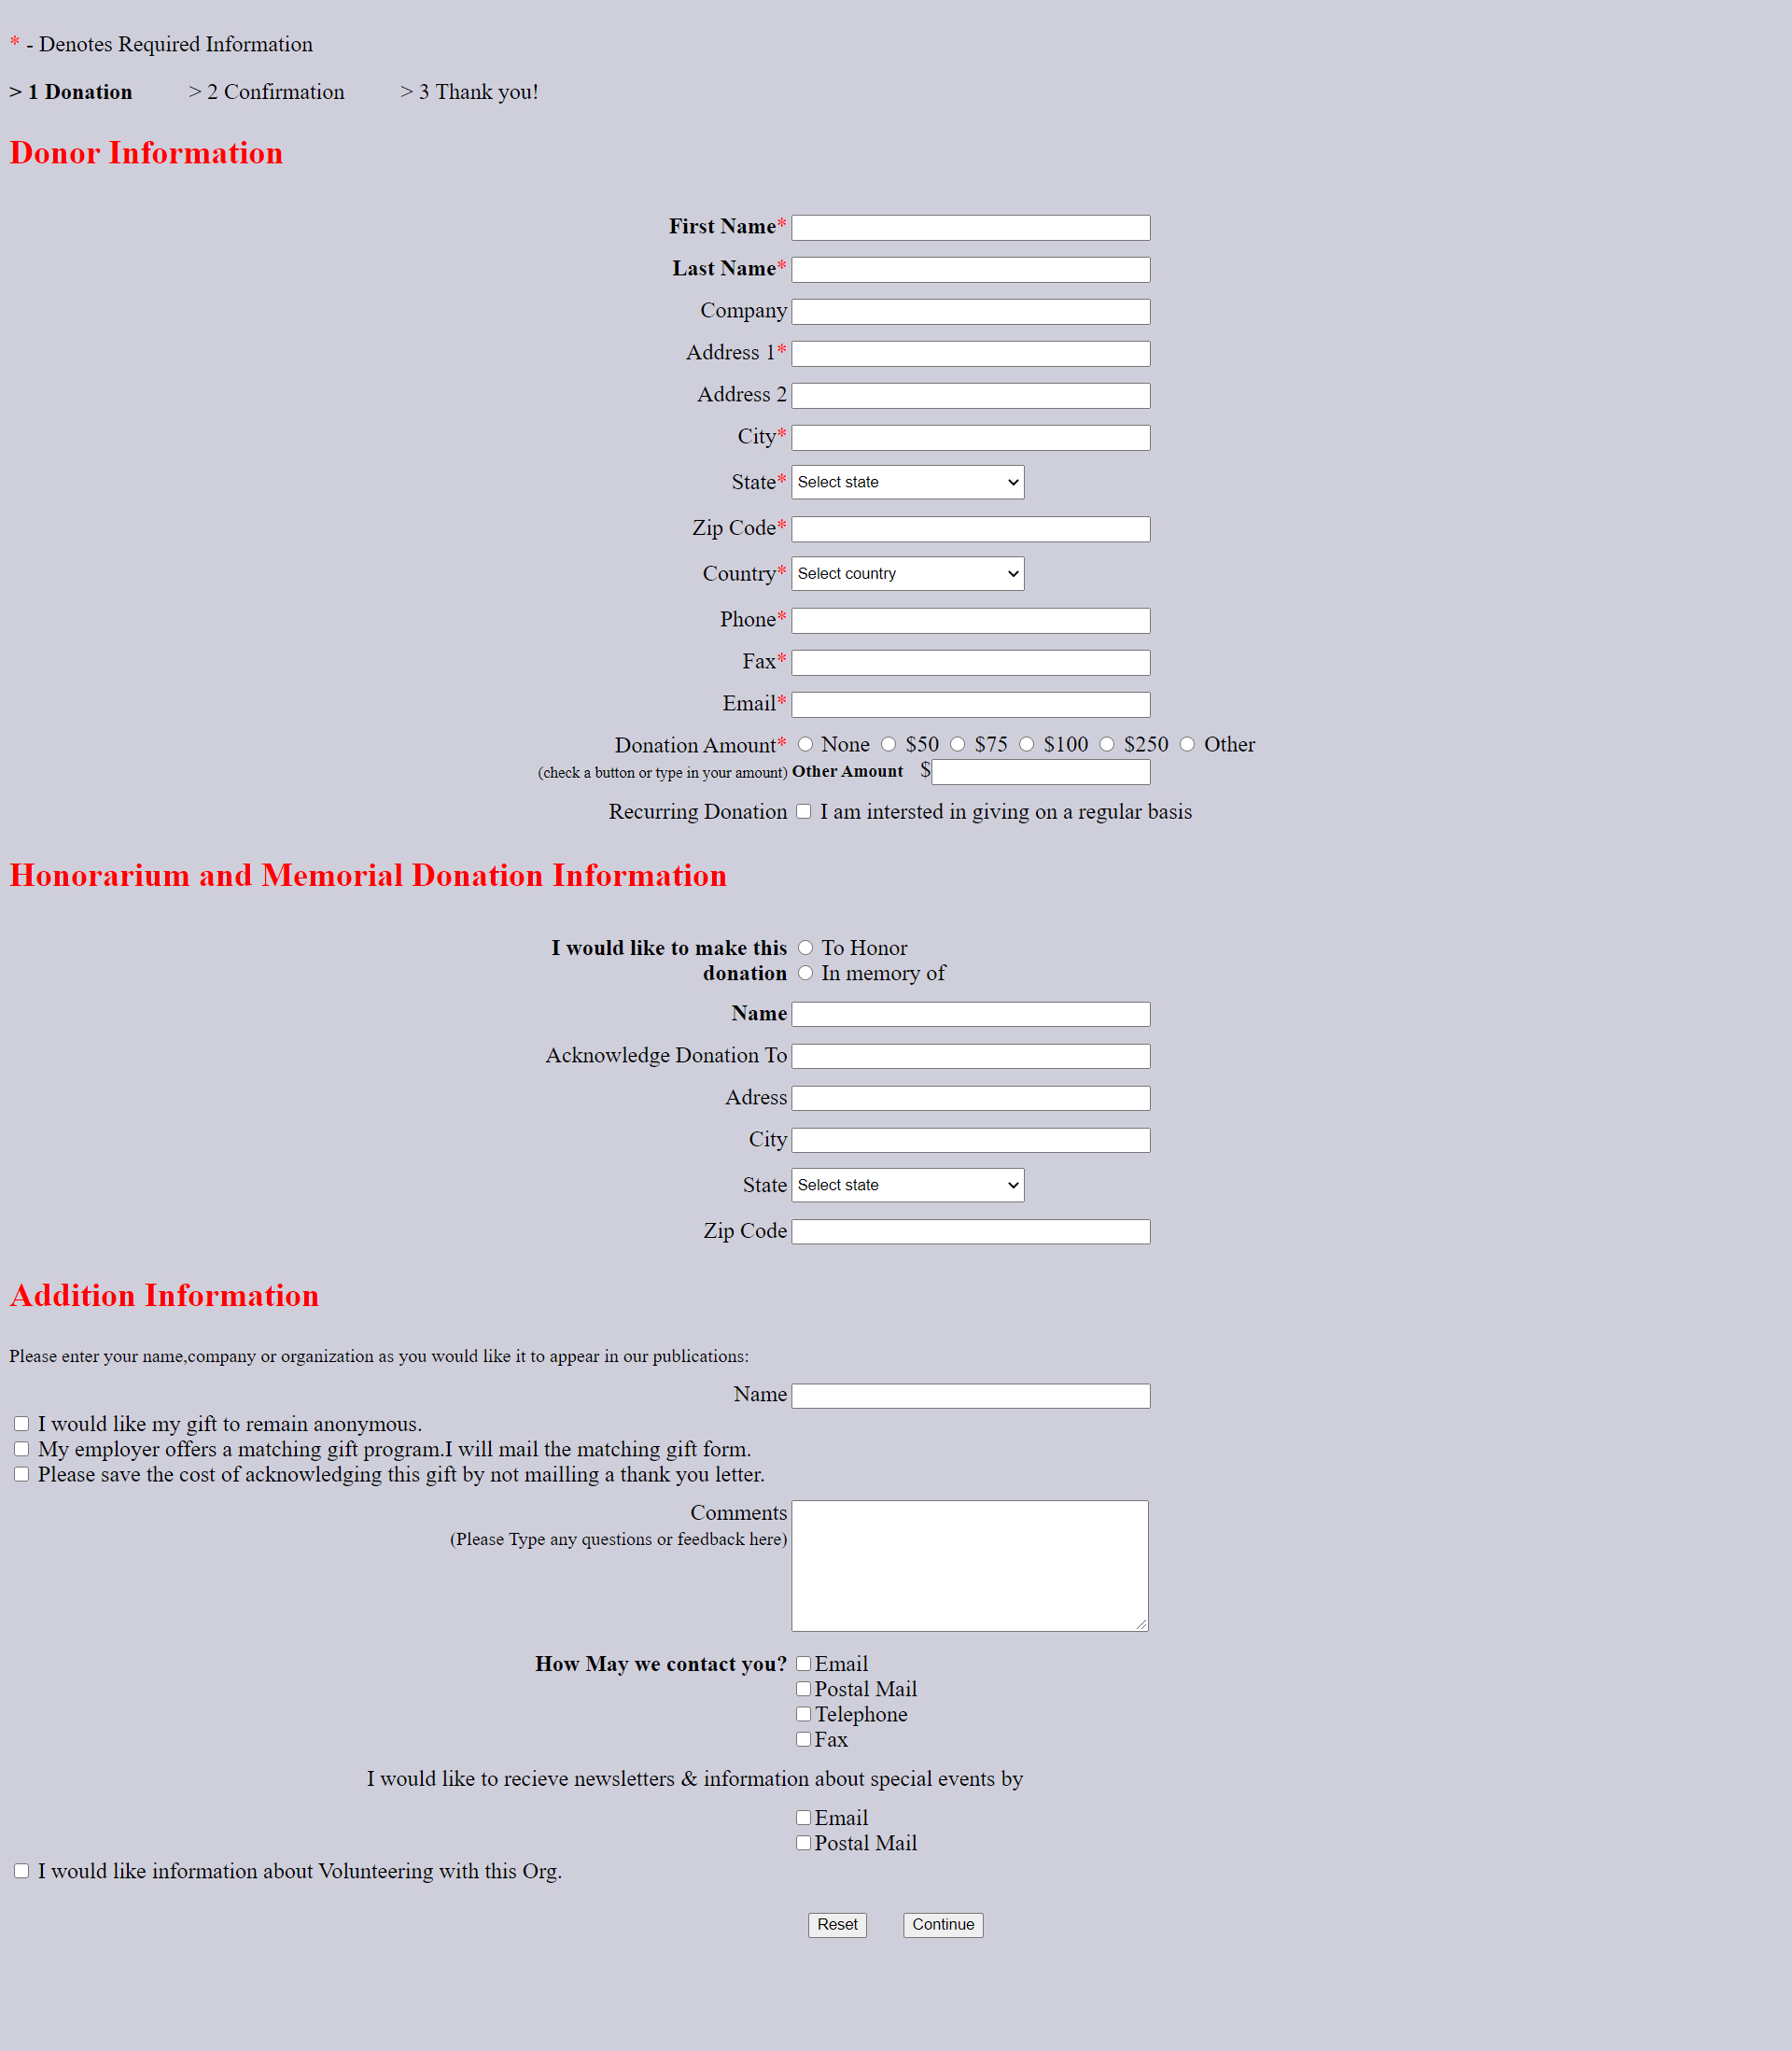 * - Denotes Required Information
> 1 Donation > 2 Confirmation > 3 Thank you!
Donor Information
First Name*
Last Name*
Company
Address 1*
Address 2
City*
State* Select state
Zip Code*
Country* Select country
Phone*
Fax*
Email*
Donation Amount* None $50 $75 $100 $250 Other
(check a button or type in your amount) Other Amount $
Recurring Donation I am intersted in giving on a regular basis
Honorarium and Memorial Donation Information
I would like to make this To Honor
donation In memory of
Name
Acknowledge Donation To
Adress
City
State Select state
Zip Code
Addition Information
Please enter your name,company or organization as you would like it to appear in our publications:
Name
I would like my gift to remain anonymous.
My employer offers a matching gift program.I will mail the matching gift form.
Please save the cost of acknowledging this gift by not mailling a thank you letter.
Comments
(Please Type any questions or feedback here)
How May we contact you? Email
Postal Mail
Telephone
Fax
I would like to recieve newsletters & information about special events by
Email
Postal Mail
I would like information about Volunteering with this Org.
Reset Continue